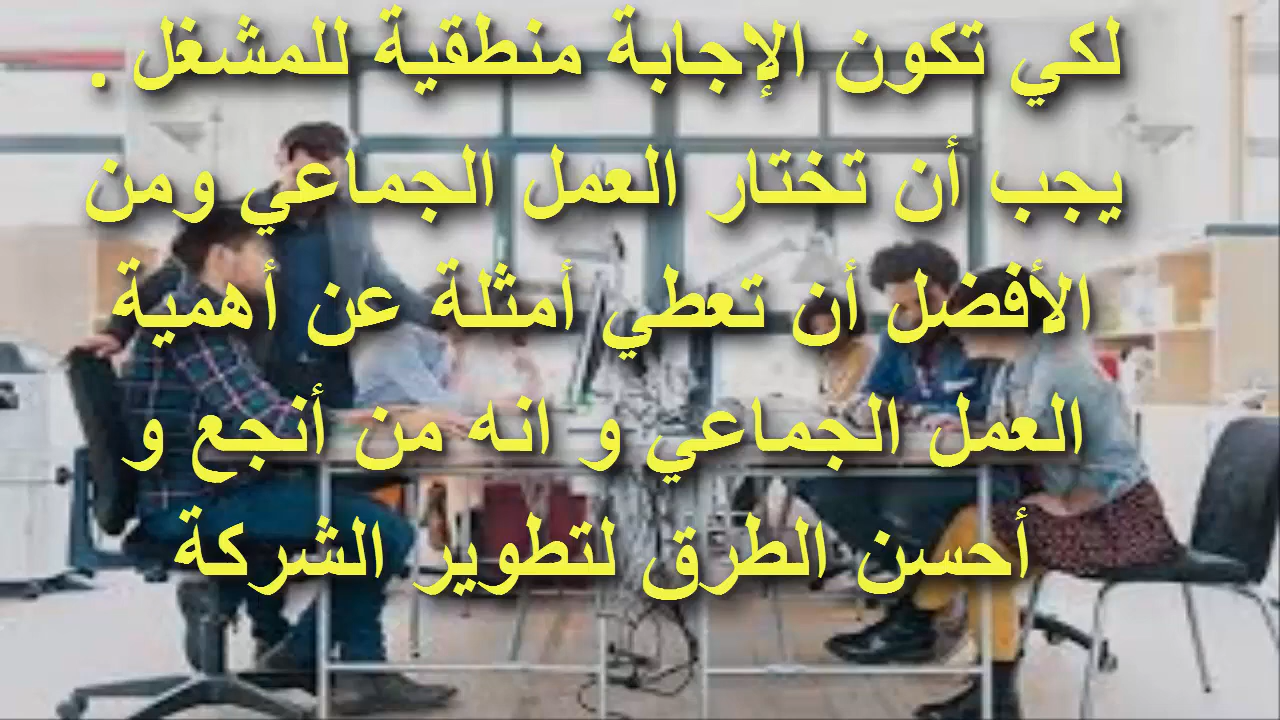 لكي تكون الإجابة منطقية للمشغل .
يجب أن تختار العمل الجماعي ومن
الأفضل أن تعطي أمثلة عن أهمية
العمل الجماعي و انه من أنجع و
أحسن الطرق لتطوير الشركة